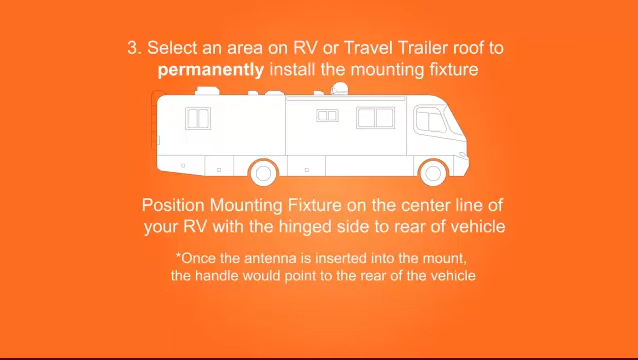 3. Select an area on RV or Travel Trailer roof to
permanently install the mounting fixture
Position Mounting Fixture on the center line of
your RV with the hinged side to rear of vehicle
*Once the antenna is inserted into the mount,
the handle would point to the rear of the vehicle